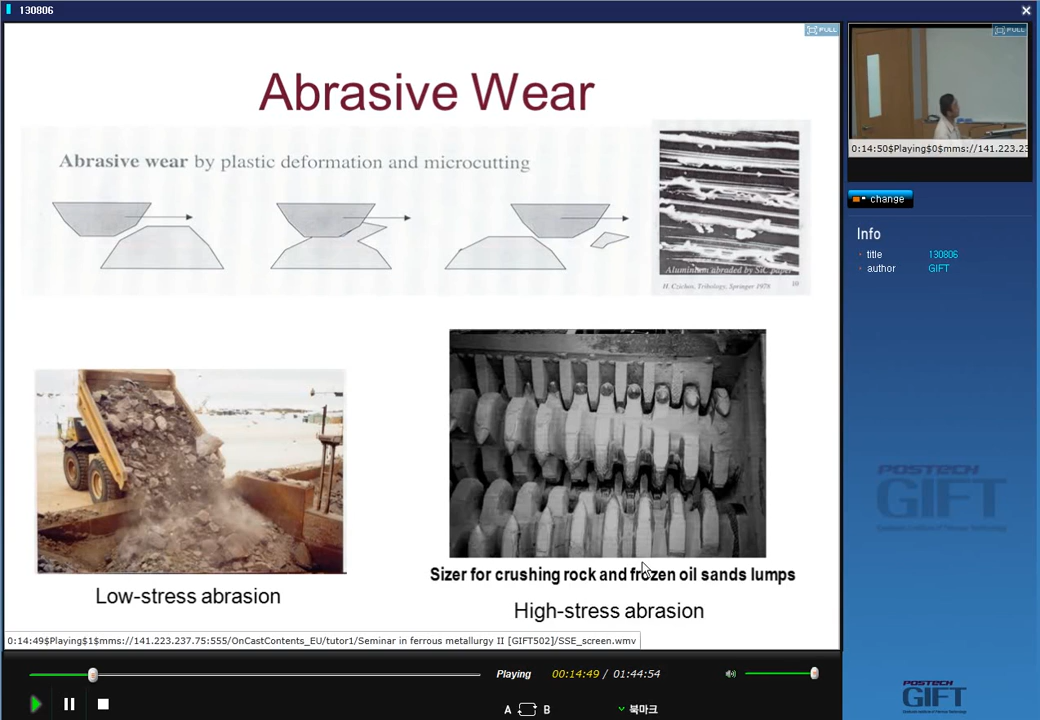 130806
FULL
FULL
Abrasive Wear
Abrasive wear by plastic deformation and microcutting
Aluminium abraded by SiC paper
H. Czichos, Tribology, Springer 1978 10
0:14:50$Playing$0$mms://141.223.23
change
Info
title 130806
author GIFT
Sizer for crushing rock and frozen oil sands lumps
Low-stress abrasion
High-stress abrasion
0:14:49$Playing$1$mms://141.223.237.75:555/OnCastContents_EU/tutor1/Seminar in ferrous metallurgy II [GIFT502]/SSE_screen.wmv
POSTECH
GIFT
Playing 00:14:49 / 01:44:54
A B 북마크
POSTECH
GIFT